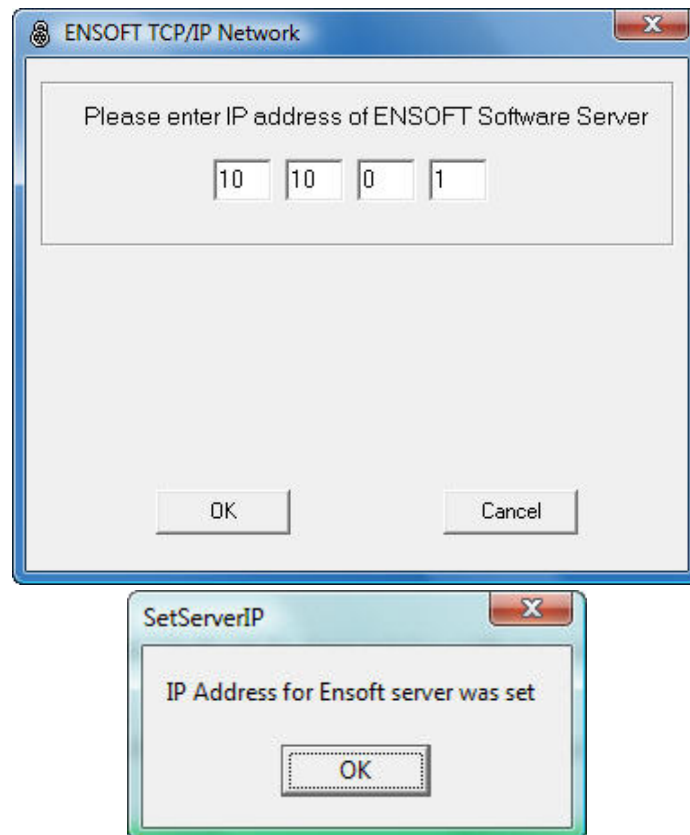 ENSOFT TCP/IP Network
Please enter IP address of ENSOFT Software Server
10 10 0 1
OK Cancel
SetServerIP
IP Address for Ensoft server was set
OK